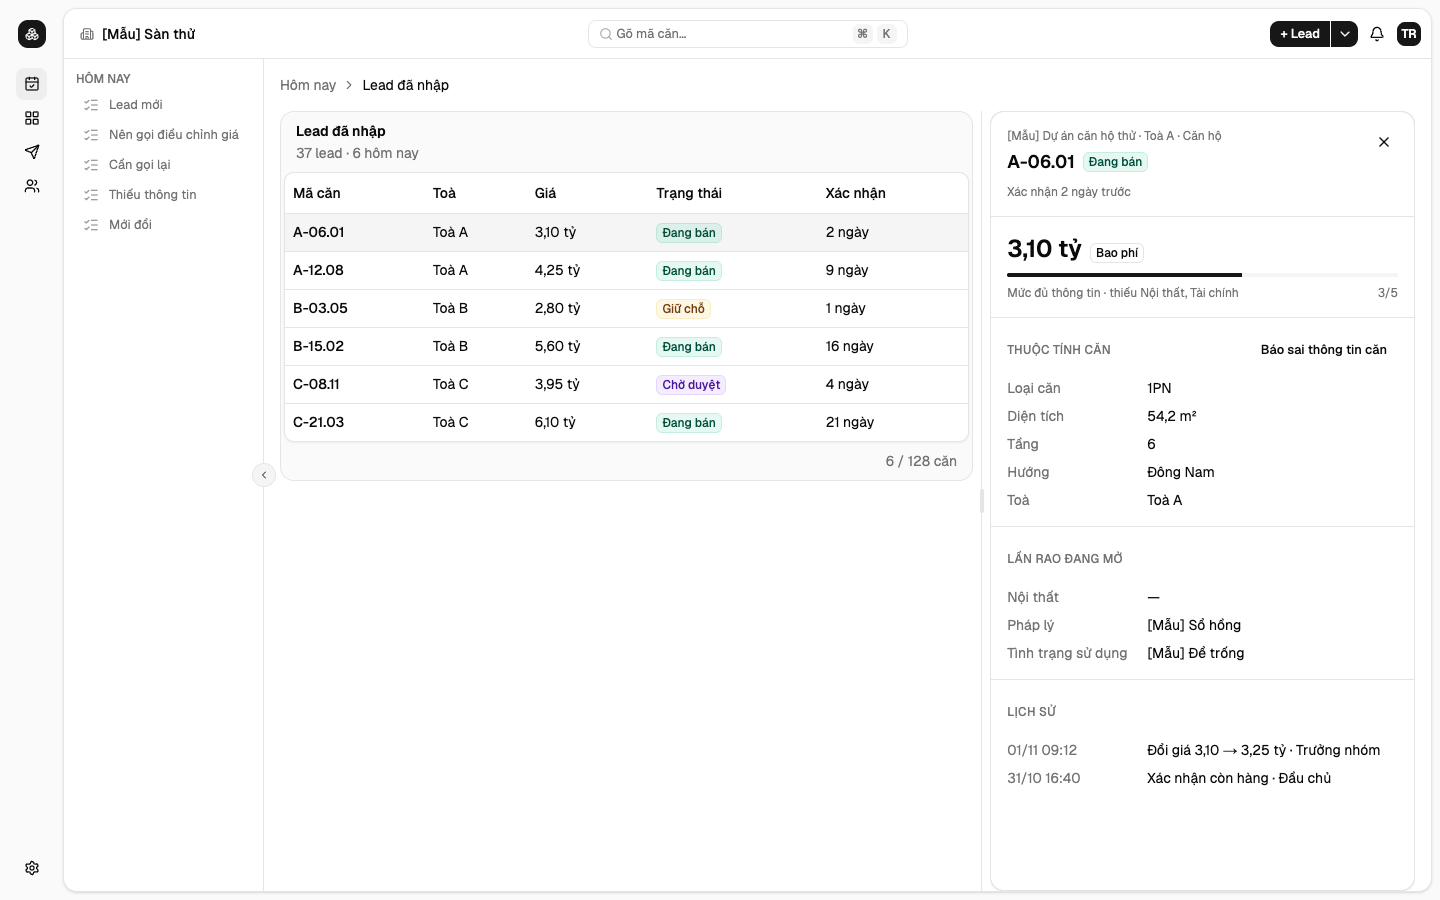 [Mẫu] Sàn thử
Gõ mã căn...
⌘ K
+ Lead
TR
HÔM NAY
Lead mới
Nên gọi điều chỉnh giá
Cần gọi lại
Thiếu thông tin
Mới đổi
Hôm nay > Lead đã nhập
Lead đã nhập
37 lead · 6 hôm nay
Mã căn Toà Giá Trạng thái Xác nhận
A-06.01 Toà A 3,10 tỷ Đang bán 2 ngày
A-12.08 Toà A 4,25 tỷ Đang bán 9 ngày
B-03.05 Toà B 2,80 tỷ Giữ chỗ 1 ngày
B-15.02 Toà B 5,60 tỷ Đang bán 16 ngày
C-08.11 Toà C 3,95 tỷ Chờ duyệt 4 ngày
C-21.03 Toà C 6,10 tỷ Đang bán 21 ngày
6 / 128 căn
[Mẫu] Dự án căn hộ thử · Toà A · Căn hộ
A-06.01 Đang bán
Xác nhận 2 ngày trước
3,10 tỷ Bao phí
Mức đủ thông tin · thiếu Nội thất, Tài chính 3/5
THUỘC TÍNH CĂN Báo sai thông tin căn
Loại căn 1PN
Diện tích 54,2 m²
Tầng 6
Hướng Đông Nam
Toà Toà A
LẦN RAO ĐANG MỞ
Nội thất —
Pháp lý [Mẫu] Sổ hồng
Tình trạng sử dụng [Mẫu] Để trống
LỊCH SỬ
01/11 09:12 Đổi giá 3,10 → 3,25 tỷ · Trưởng nhóm
31/10 16:40 Xác nhận còn hàng · Đầu chủ